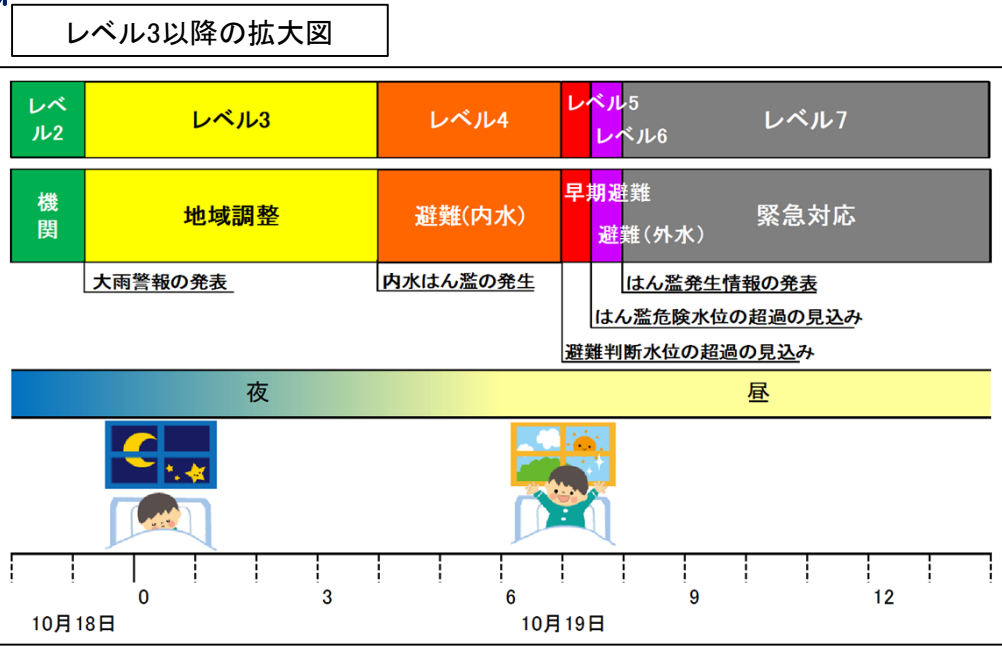 レベル3以降の拡大図
レベ
ル2
レベル3
レベル4
レベル5
レベル6
レベル7
機
関
地域調整
避難(内水)
早期避難
避難(外水)
緊急対応
大雨警報の発表
内水はん濫の発生
はん濫発生情報の発表
はん濫危険水位の超過の見込み
避難判断水位の超過の見込み
夜
昼
0
3
6
9
12
10月18日
10月19日